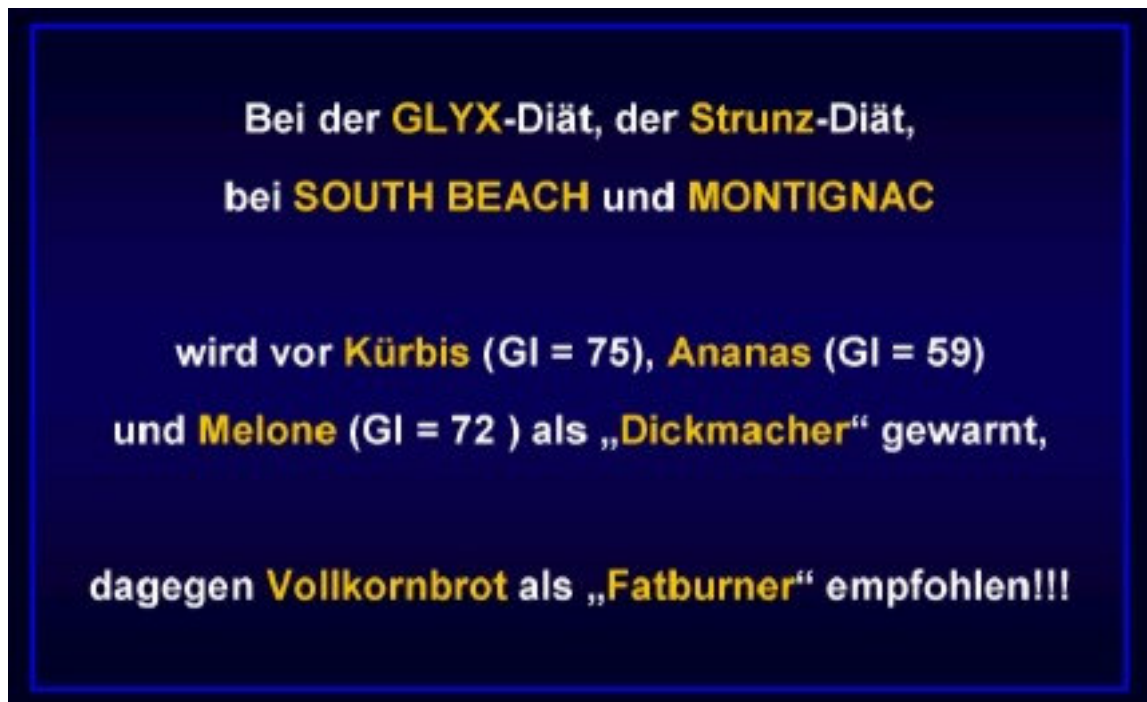 Bei der GLYX-Diät, der Strunz-Diät,
bei SOUTH BEACH und MONTIGNAC
wird vor Kürbis (GI = 75), Ananas (GI = 59)
und Melone (GI = 72 ) als „Dickmacher“ gewarnt,
dagegen Vollkornbrot als „Fatburner“ empfohlen!!!